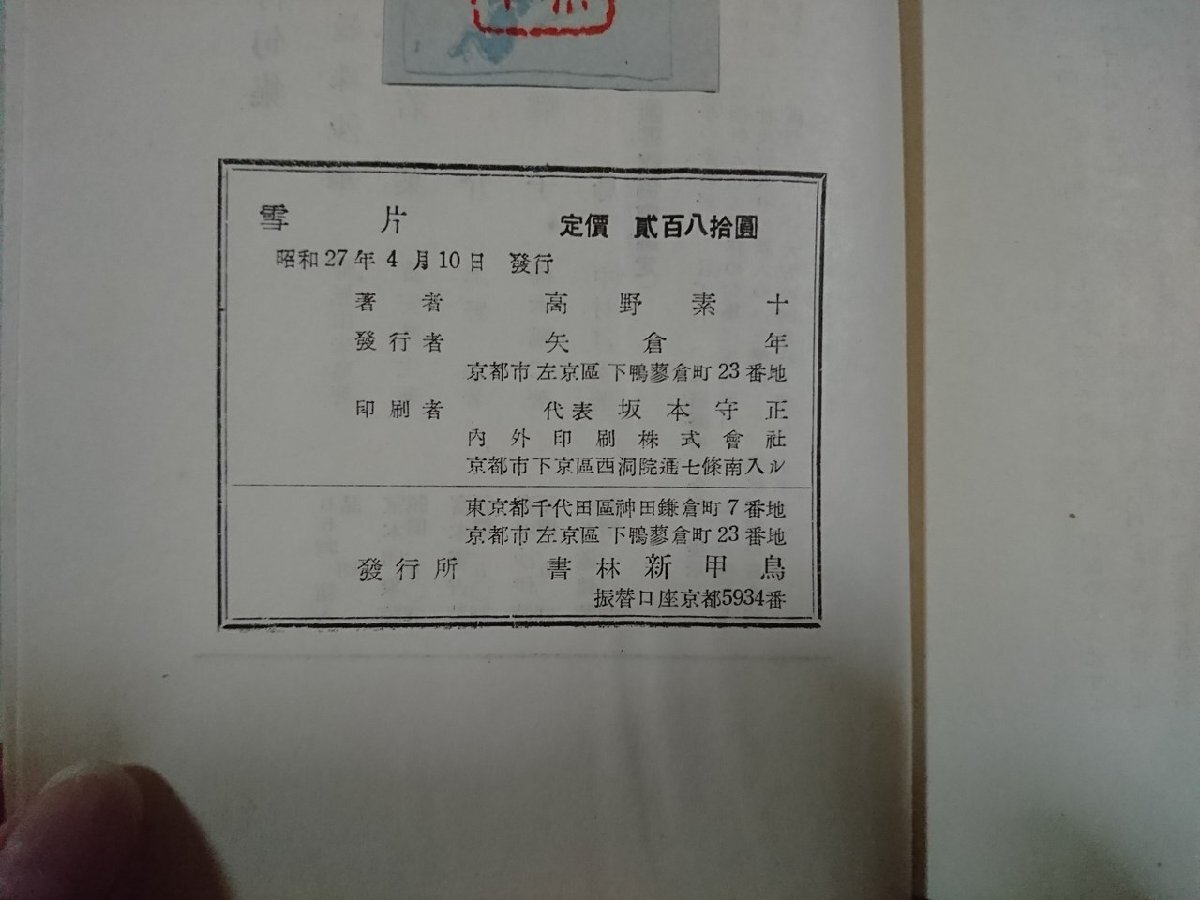 雪片 定價 貳百八拾圓
昭和27年4月10日 發行
著者 高野素十
發行者 矢倉年
京都市左京區下鴨蓼倉町23番地
印刷者 代表 坂本守正
內外印刷株式會社
京都市下京區西洞院通七條南入ル
東京都千代田區神田鎌倉町7番地
京都市左京區下鴨蓼倉町23番地
發行所 書林新甲鳥
振替口座京都5934番